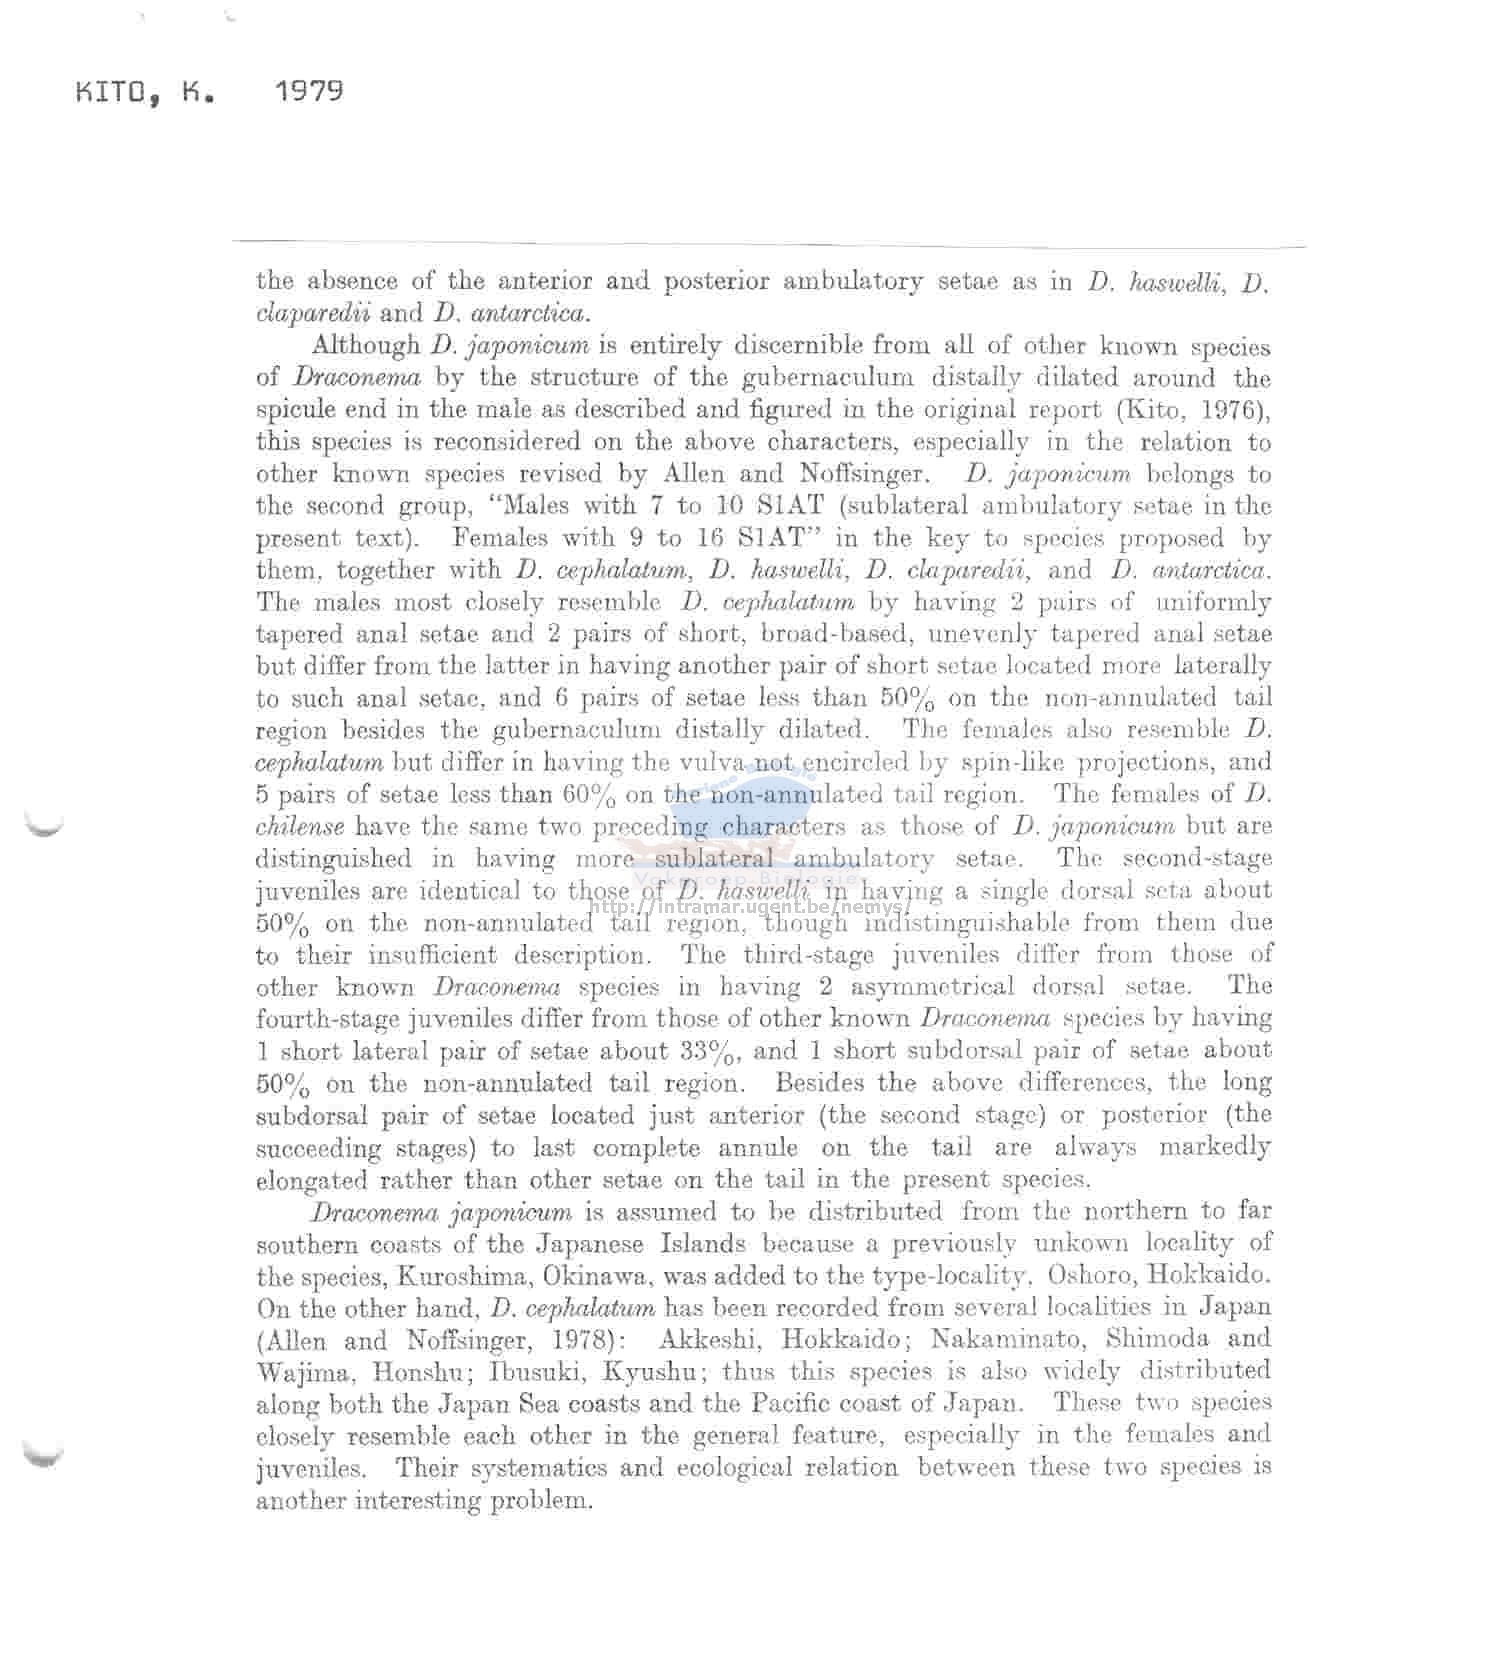 KITO, K. 1979
the absence of the anterior and posterior ambulatory setae as in D. haswelli, D.
claparedii and D. antarctica.
Although D. japonicum is entirely discernible from all of other known species
of Draconema by the structure of the gubernaculum distally dilated around the
spicule end in the male as described and figured in the original report (Kito, 1976),
this species is reconsidered on the above characters, especially in the relation to
other known species revised by Allen and Noffsinger. D. japonicum belongs to
the second group, “Males with 7 to 10 S1AT (sublateral ambulatory setae in the
present text). Females with 9 to 16 S1AT” in the key to species proposed by
them, together with D. cephalatum, D. haswelli, D. claparedii, and D. antarctica.
The males most closely resemble D. cephalatum by having 2 pairs of uniformly
tapered anal setae and 2 pairs of short, broad-based, unevenly tapered anal setae
but differ from the latter in having another pair of short setae located more laterally
to such anal setae, and 6 pairs of setae less than 50% on the non-annulated tail
region besides the gubernaculum distally dilated. The females also resemble D.
cephalatum but differ in having the vulva not encircled by spin-like projections, and
5 pairs of setae less than 60% on the non-annulated tail region. The females of D.
chilense have the same two preceding characters as those of D. japonicum but are
distinguished in having more sublateral ambulatory setae. The second-stage
Vakgroep Biologie
juveniles are identical to those of D. haswelli in having a single dorsal seta about
http://intramar.ugent.be/nemys/
50% on the non-annulated tail region, though indistinguishable from them due
to their insufficient description. The third-stage juveniles differ from those of
other known Draconema species in having 2 asymmetrical dorsal setae. The
fourth-stage juveniles differ from those of other known Draconema species by having
1 short lateral pair of setae about 33%, and 1 short subdorsal pair of setae about
50% on the non-annulated tail region. Besides the above differences, the long
subdorsal pair of setae located just anterior (the second stage) or posterior (the
succeeding stages) to last complete annule on the tail are always markedly
elongated rather than other setae on the tail in the present species.
Draconema japonicum is assumed to be distributed from the northern to far
southern coasts of the Japanese Islands because a previously unkown locality of
the species, Kuroshima, Okinawa, was added to the type-locality, Oshoro, Hokkaido.
On the other hand, D. cephalatum has been recorded from several localities in Japan
(Allen and Noffsinger, 1978): Akkeshi, Hokkaido; Nakaminato, Shimoda and
Wajima, Honshu; Ibusuki, Kyushu; thus this species is also widely distributed
along both the Japan Sea coasts and the Pacific coast of Japan. These two species
closely resemble each other in the general feature, especially in the females and
juveniles. Their systematics and ecological relation between these two species is
another interesting problem.